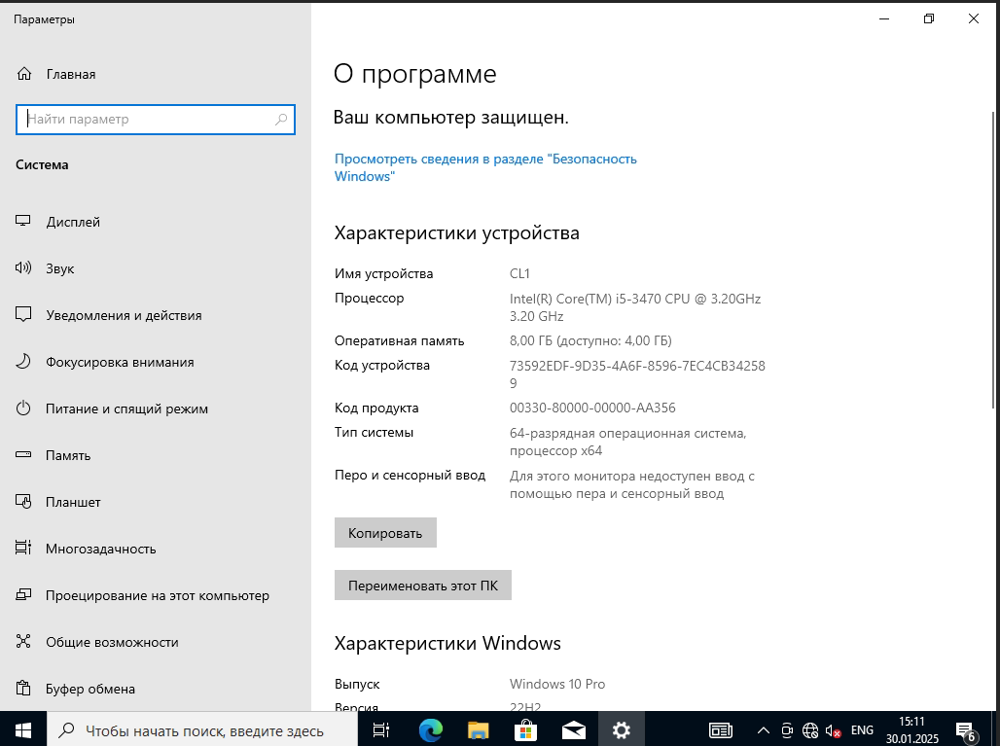 Параметры
Главная
Найти параметр
Система
Дисплей
Звук
Уведомления и действия
Фокусировка внимания
Питание и спящий режим
Память
Планшет
Многозадачность
Проецирование на этот компьютер
Общие возможности
Буфер обмена
О программе
Ваш компьютер защищен.
Просмотреть сведения в разделе "Безопасность
Windows"
Характеристики устройства
Имя устройства CL1
Процессор Intel(R) Core(TM) i5-3470 CPU @ 3.20GHz
3.20 GHz
Оперативная память 8,00 ГБ (доступно: 4,00 ГБ)
Код устройства 73592EDF-9D35-4A6F-8596-7EC4CB34258
9
Код продукта 00330-80000-00000-AA356
Тип системы 64-разрядная операционная система,
процессор x64
Перо и сенсорный ввод Для этого монитора недоступен ввод с
помощью пера и сенсорный ввод
Копировать
Переименовать этот ПК
Характеристики Windows
Выпуск Windows 10 Pro
Версия 22H2
Чтобы начать поиск, введите здесь
ENG
15:11
30.01.2025
6